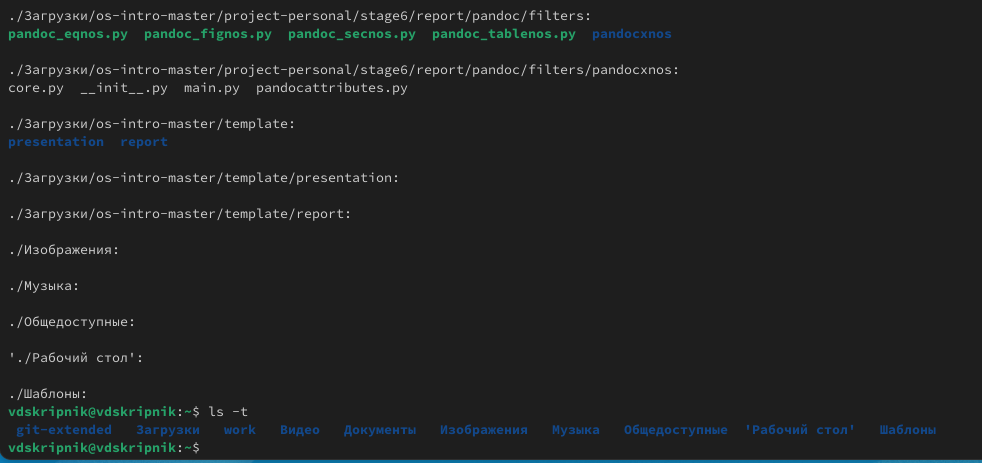 ./Загрузки/os-intro-master/project-personal/stage6/report/pandoc/filters:
pandoc_eqnos.py  pandoc_fignos.py  pandoc_secnos.py  pandoc_tablenos.py  pandocxnos
./Загрузки/os-intro-master/project-personal/stage6/report/pandoc/filters/pandocxnos:
core.py  __init__.py  main.py  pandocattributes.py
./Загрузки/os-intro-master/template:
presentation  report
./Загрузки/os-intro-master/template/presentation:
./Загрузки/os-intro-master/template/report:
./Изображения:
./Музыка:
./Общедоступные:
'./Рабочий стол':
./Шаблоны:
vdskripnik@vdskripnik:~$ ls -t
git-extended  Загрузки  work  Видео  Документы  Изображения  Музыка  Общедоступные  'Рабочий стол'  Шаблоны
vdskripnik@vdskripnik:~$